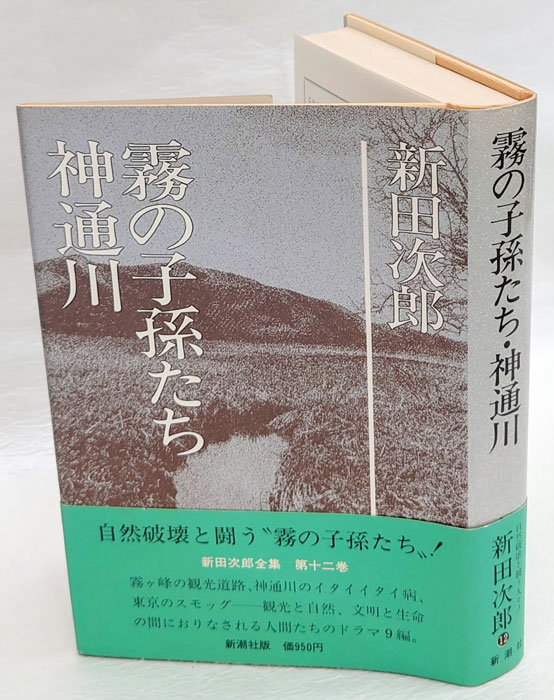 新田次郎
霧の子孫たち
神通川
自然破壊と闘う〝霧の子孫たち〟!
新田次郎全集 第十二巻
霧ヶ峰の観光道路、神通川のイタイイタイ病、
東京のスモッグ――観光と自然、文明と生命
の間におりなされる人間たちのドラマ9編。
新潮社版 価950円
霧の子孫たち・神通川
新田次郎
12
新潮社